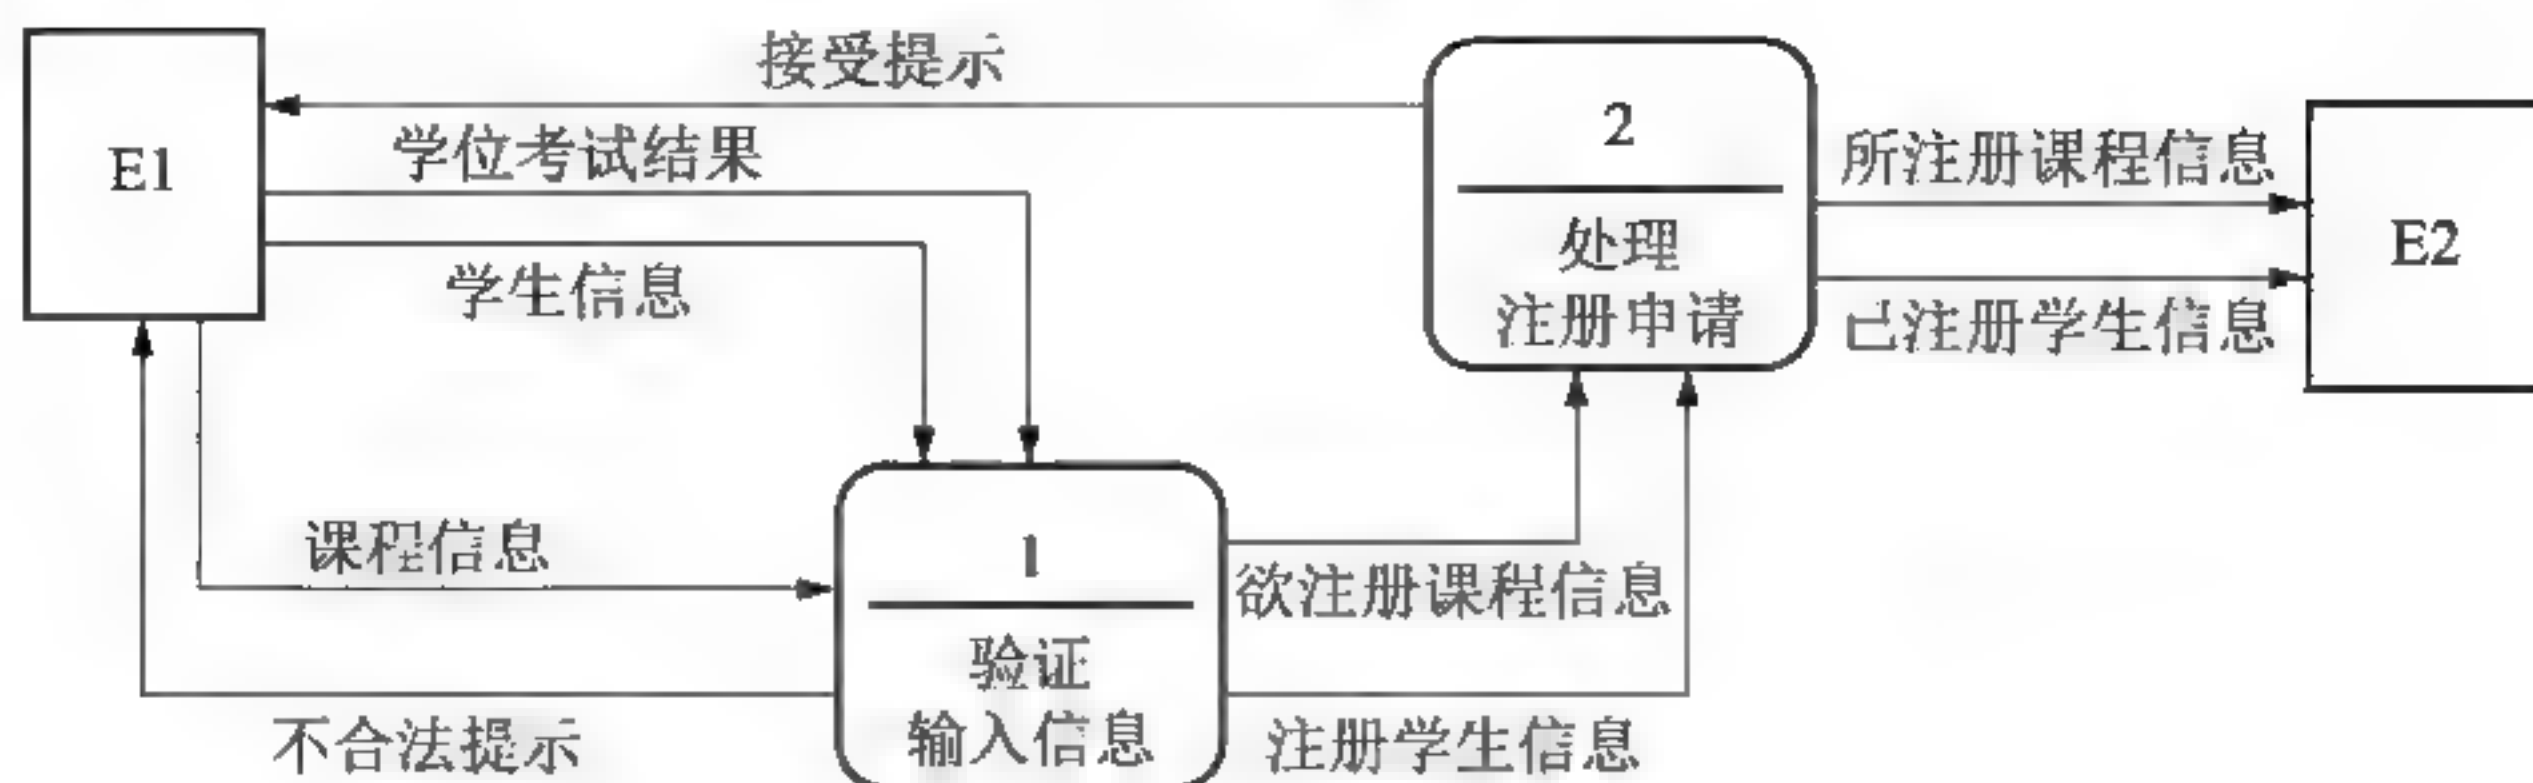 接受提示
E1
学位考试结果
学生信息
2
处理
注册申请
所注册课程信息
已注册学生信息
E2
课程信息
不合法提示
1
验证
输入信息
欲注册课程信息
注册学生信息